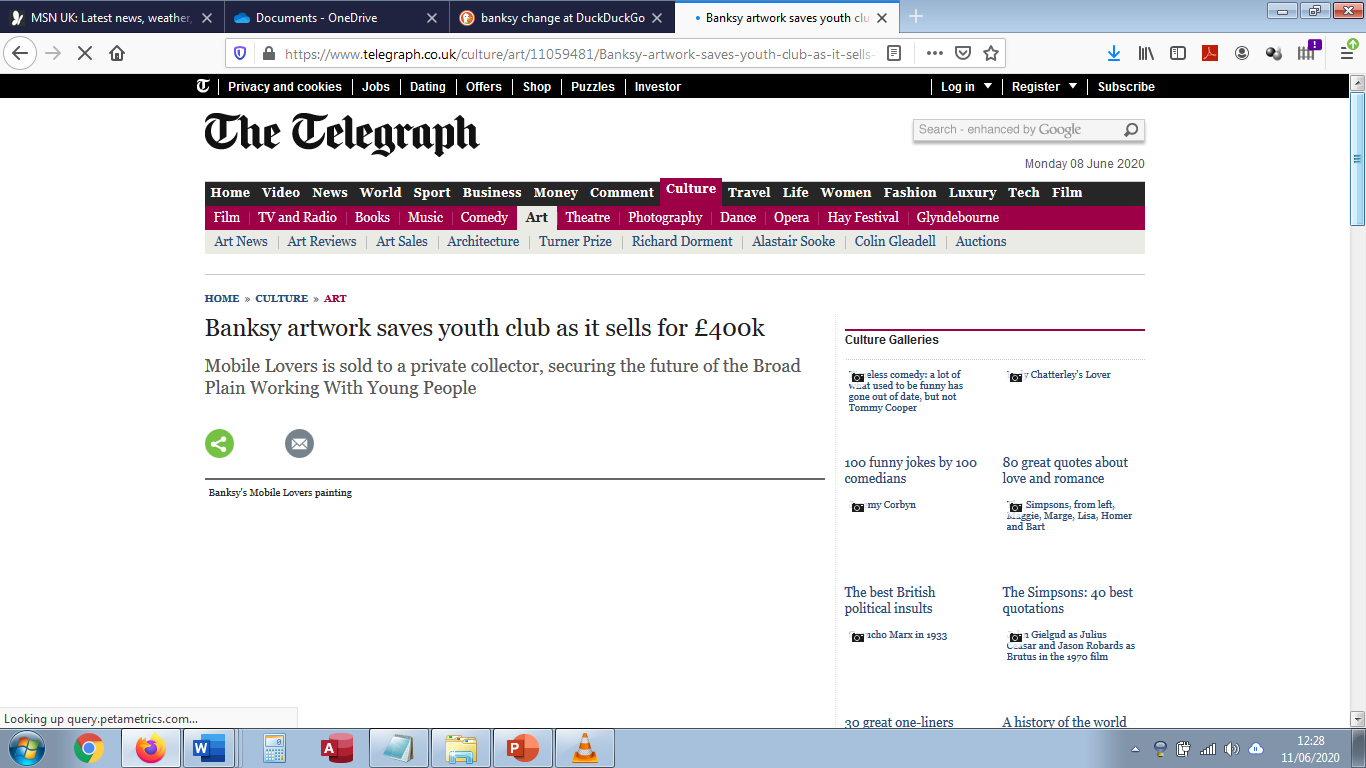 MSN UK: Latest news, weather,
Documents - OneDrive
banksy change at DuckDuckGo
Banksy artwork saves youth clu
https://www.telegraph.co.uk/culture/art/11059481/Banksy-artwork-saves-youth-club-as-it-sells-
Privacy and cookies Jobs Dating Offers Shop Puzzles Investor Log in Register Subscribe
The Telegraph
Search - enhanced by Google
Monday 08 June 2020
Home Video News World Sport Business Money Comment Culture Travel Life Women Fashion Luxury Tech Film
Film TV and Radio Books Music Comedy Art Theatre Photography Dance Opera Hay Festival Glyndebourne
Art News Art Reviews Art Sales Architecture Turner Prize Richard Dorment Alastair Sooke Colin Gleadell Auctions
HOME » CULTURE » ART
Banksy artwork saves youth club as it sells for £400k
Mobile Lovers is sold to a private collector, securing the future of the Broad
Plain Working With Young People
Banksy's Mobile Lovers painting
Culture Galleries
comedy: a lot of
what used to be funny has
gone out of date, but not
Tommy Cooper
Chatterley's Lover
100 funny jokes by 100
comedians
80 great quotes about
love and romance
Corbyn
Simpsons, from left,
Maggie, Marge, Lisa, Homer
and Bart
The best British
political insults
The Simpsons: 40 best
quotations
Marx in 1933
Gielgud as Julius
Caesar and Jason Robards as
Brutus in the 1970 film
30 great one-liners
A history of the world
Looking up query.petametrics.com...
12:28
11/06/2020